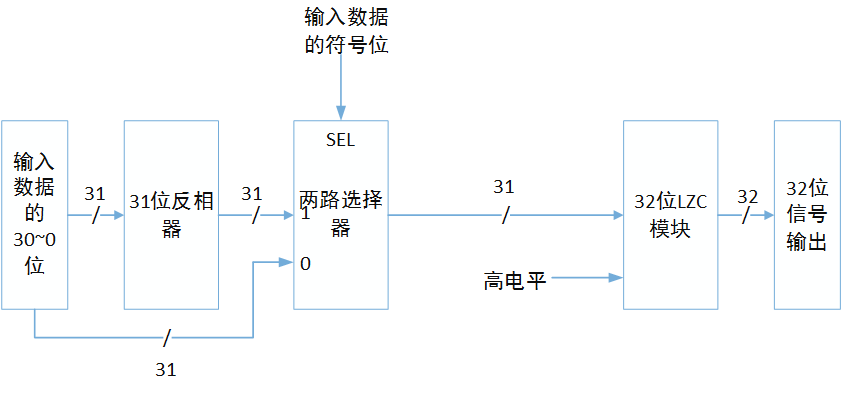 输入数据
的符号位
SEL
输入
数据
的
30~0
位
31
31位反相
器
31
1
两路选择
器
0
31
31
高电平
32位LZC
模块
32
32位
信号
输出